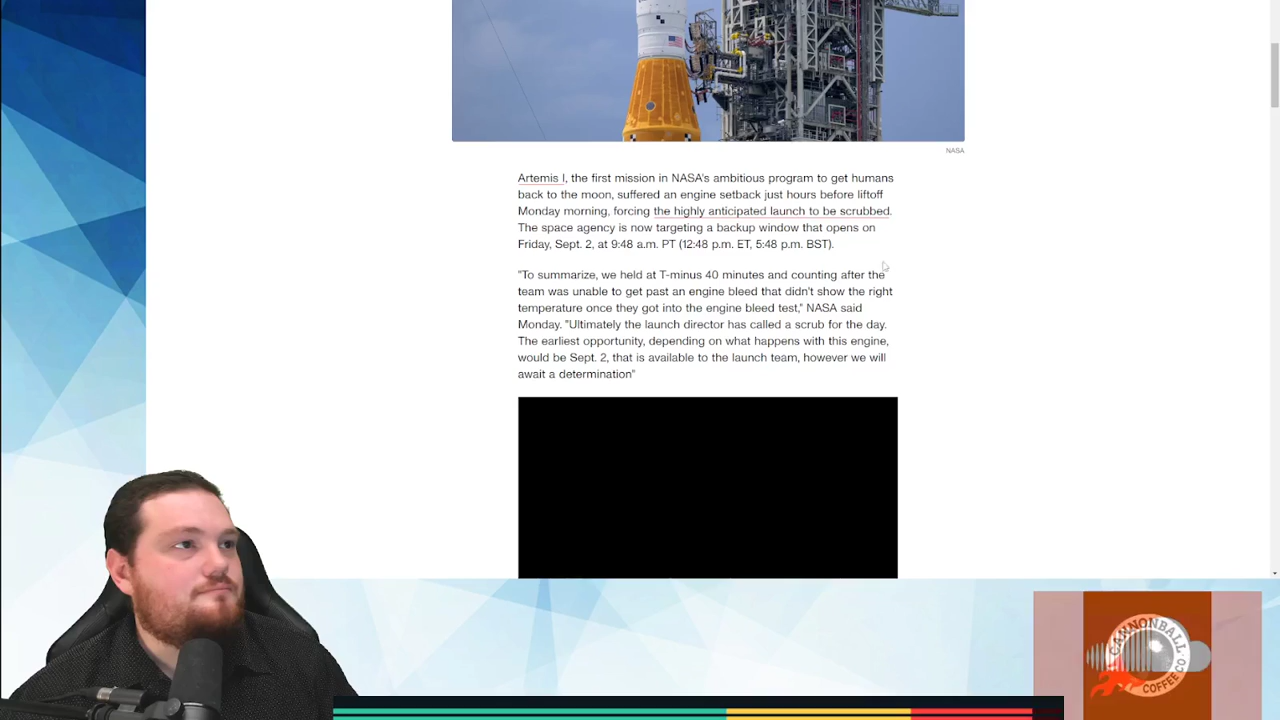 NASA
Artemis I, the first mission in NASA's ambitious program to get humans
back to the moon, suffered an engine setback just hours before liftoff
Monday morning, forcing the highly anticipated launch to be scrubbed.
The space agency is now targeting a backup window that opens on
Friday, Sept. 2, at 9:48 a.m. PT (12:48 p.m. ET, 5:48 p.m. BST).
"To summarize, we held at T-minus 40 minutes and counting after the
team was unable to get past an engine bleed that didn't show the right
temperature once they got into the engine bleed test," NASA said
Monday. "Ultimately the launch director has called a scrub for the day.
The earliest opportunity, depending on what happens with this engine,
would be Sept. 2, that is available to the launch team, however we will
await a determination"
CANNONBALL
COFFEE CO.